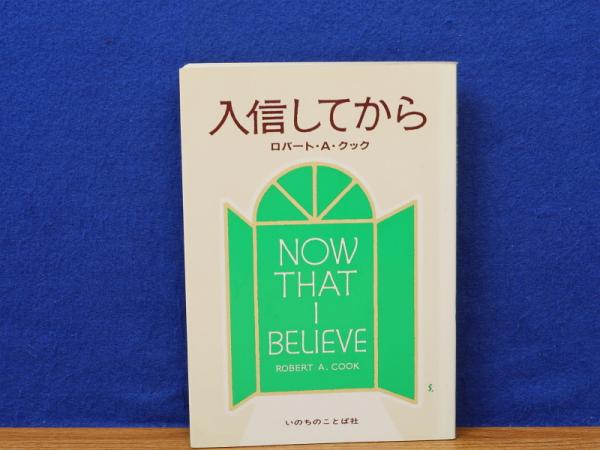 入信してから
ロバート・A・クック
NOW
THAT
I
BELIEVE
ROBERT A. COOK
S.
いのちのことば社